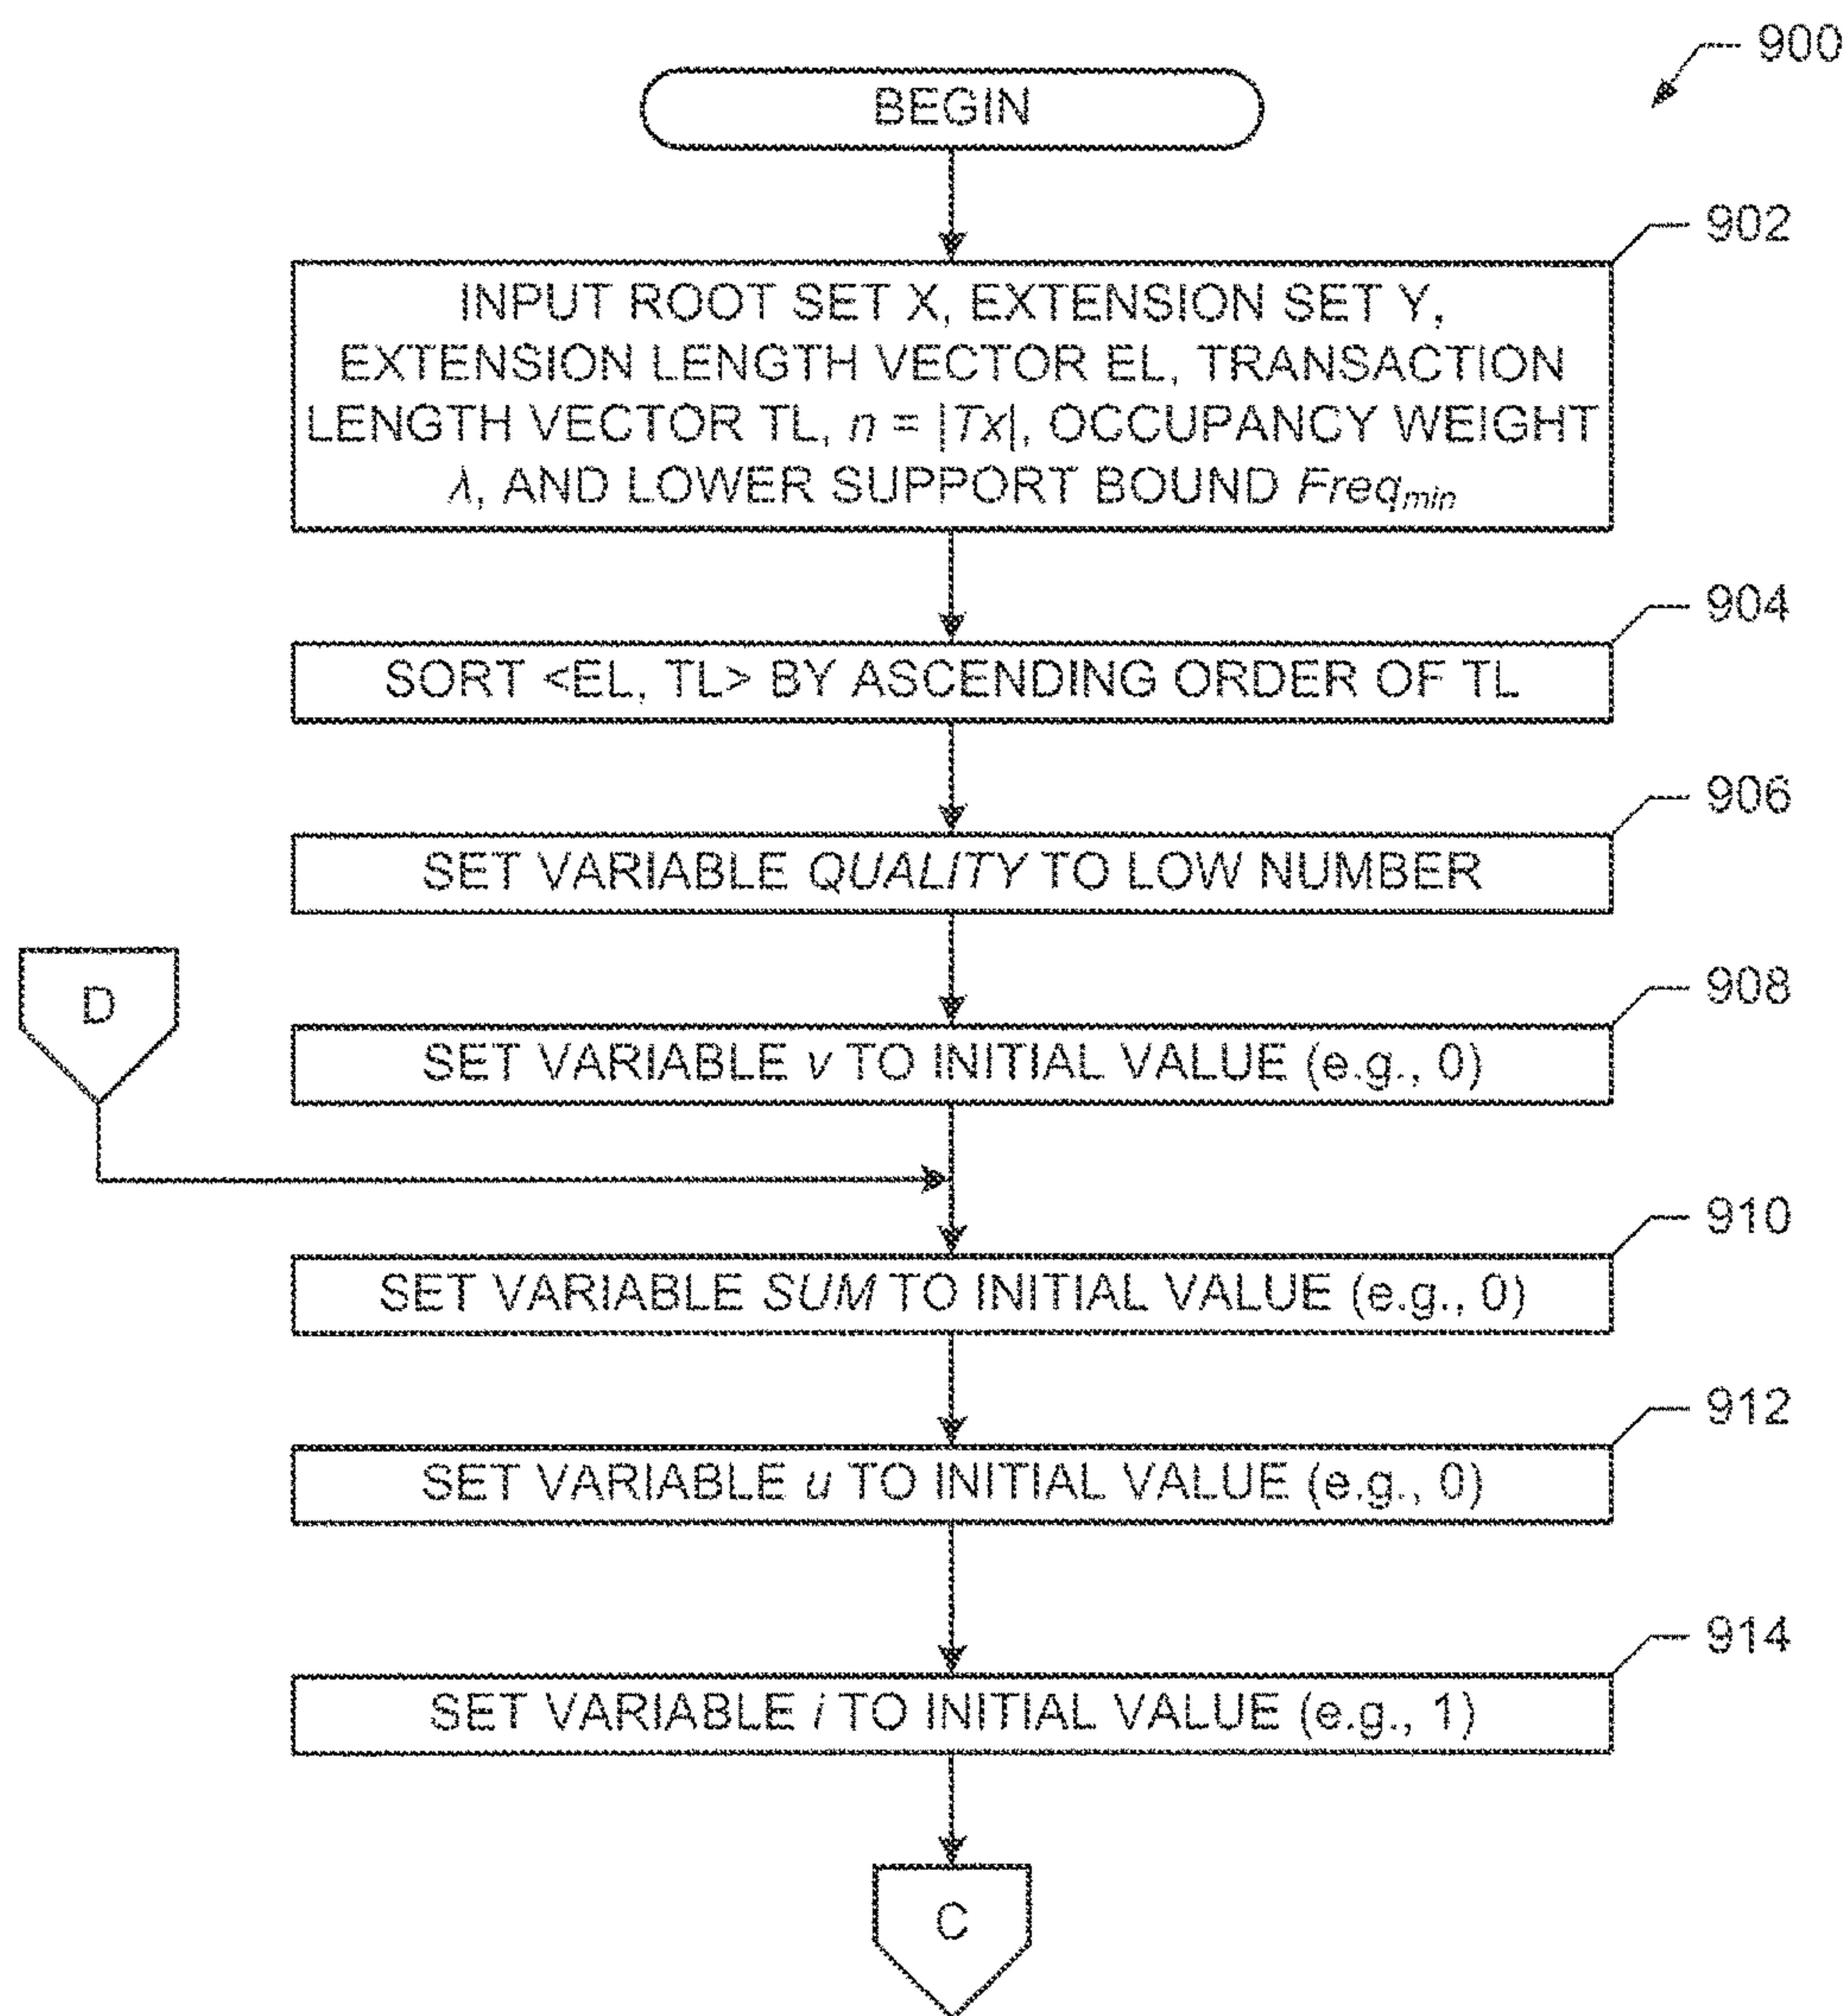 900
BEGIN
902
INPUT ROOT SET X, EXTENSION SET Y,
EXTENSION LENGTH VECTOR EL, TRANSACTION
LENGTH VECTOR TL, n = |Tx|, OCCUPANCY WEIGHT
λ, AND LOWER SUPPORT BOUND Freqmin
904
SORT <EL, TL> BY ASCENDING ORDER OF TL
906
SET VARIABLE QUALITY TO LOW NUMBER
908
D
SET VARIABLE v TO INITIAL VALUE (e.g., 0)
910
SET VARIABLE SUM TO INITIAL VALUE (e.g., 0)
912
SET VARIABLE u TO INITIAL VALUE (e.g., 0)
914
SET VARIABLE i TO INITIAL VALUE (e.g., 1)
C